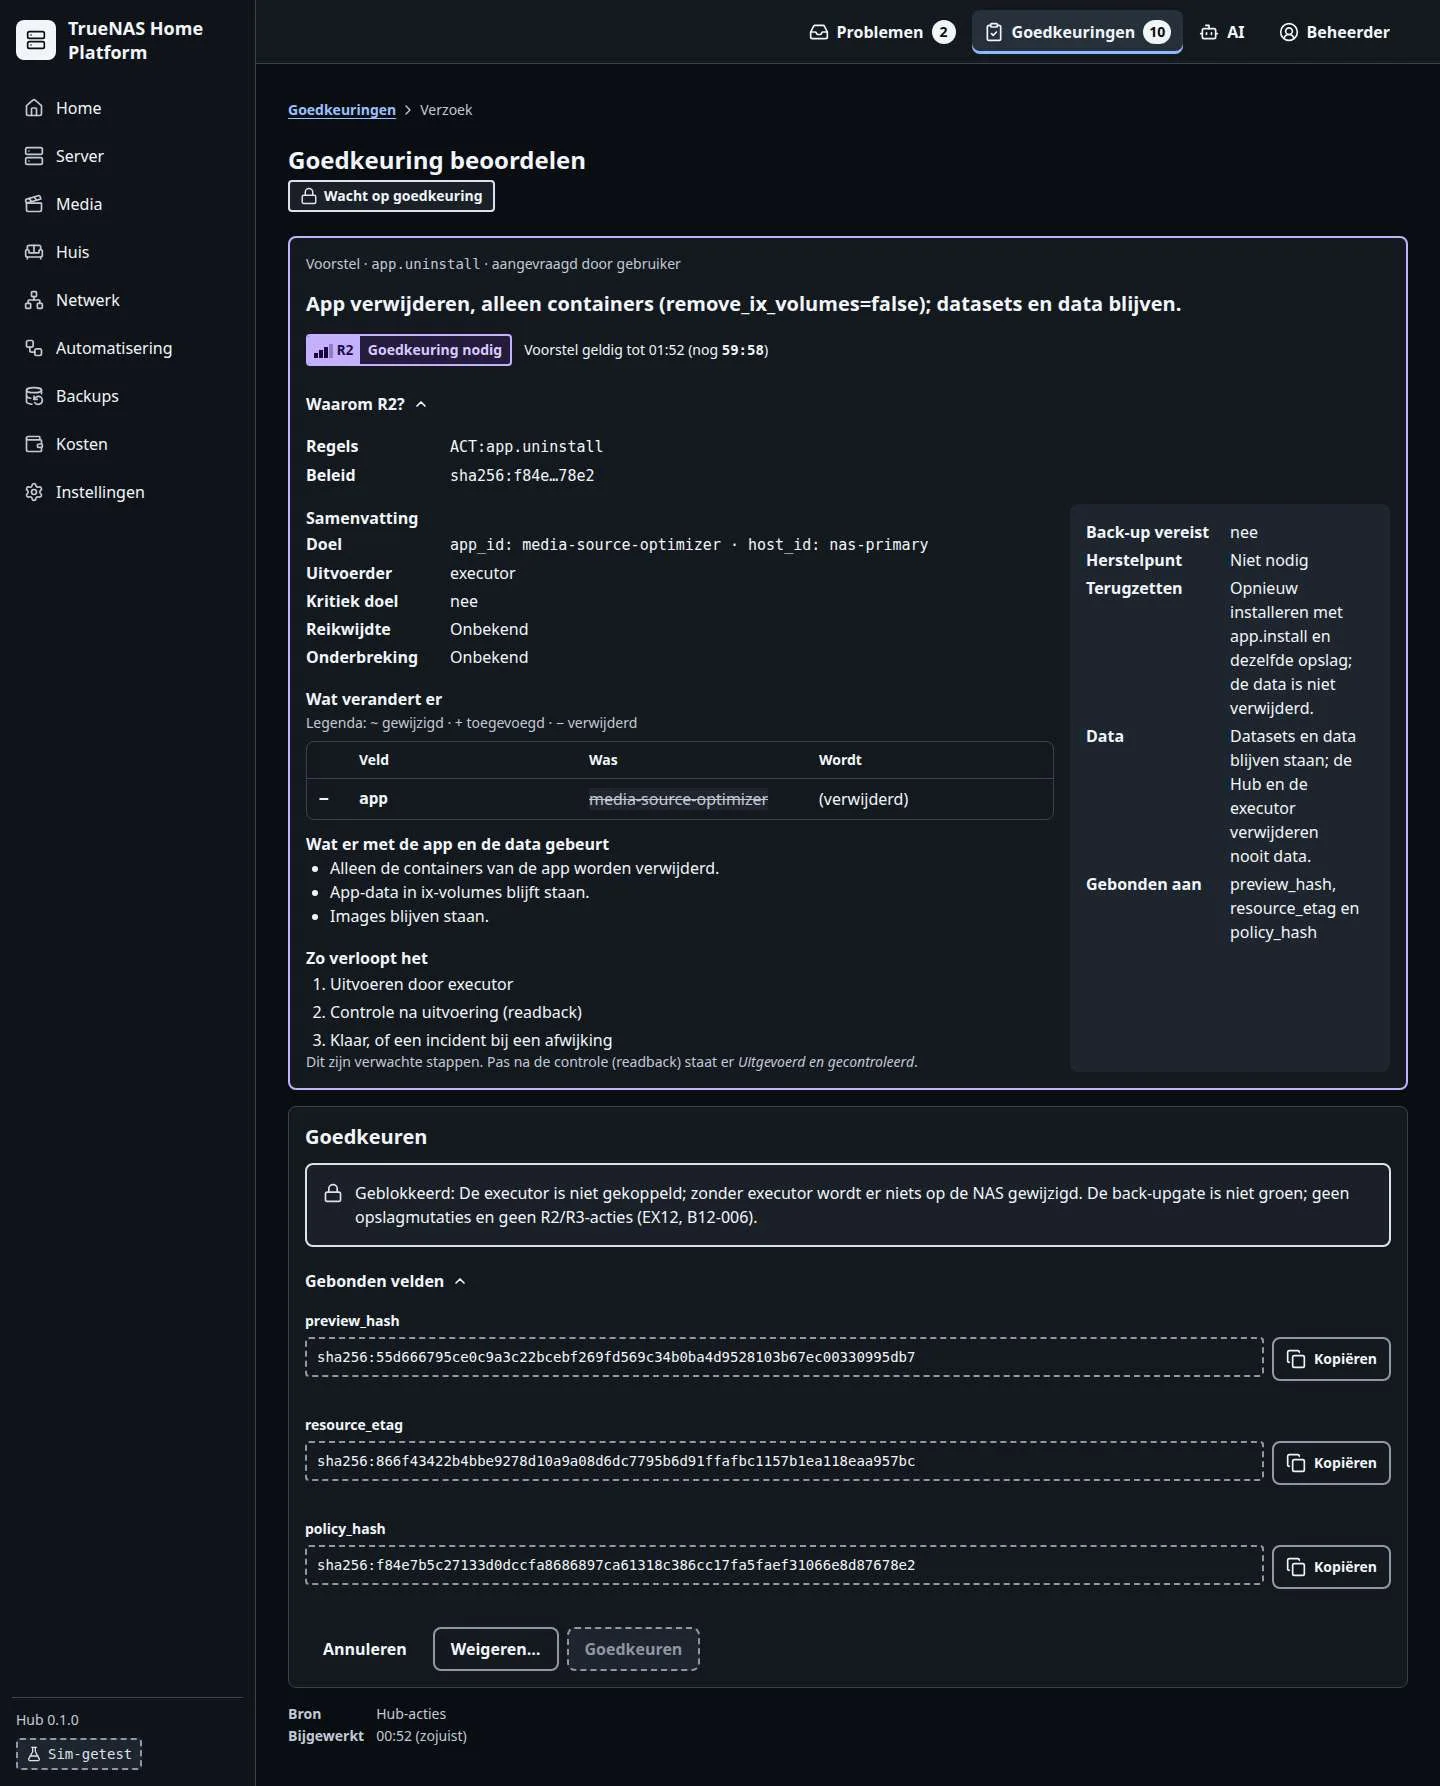 TrueNAS Home
Platform
Home
Server
Media
Huis
Netwerk
Automatisering
Backups
Kosten
Instellingen
Hub 0.1.0
Sim-getest
Problemen 2
Goedkeuringen 10
AI
Beheerder
Goedkeuringen > Verzoek
Goedkeuring beoordelen
Wacht op goedkeuring
Voorstel · app.uninstall · aangevraagd door gebruiker
App verwijderen, alleen containers (remove_ix_volumes=false); datasets en data blijven.
R2 Goedkeuring nodig Voorstel geldig tot 01:52 (nog 59:58)
Waarom R2?
Regels ACT:app.uninstall
Beleid sha256:f84e…78e2
Samenvatting
Doel app_id: media-source-optimizer · host_id: nas-primary
Uitvoerder executor
Kritiek doel nee
Reikwijdte Onbekend
Onderbreking Onbekend
Wat verandert er
Legenda: ~ gewijzigd · + toegevoegd · − verwijderd
Veld Was Wordt
− app media-source-optimizer (verwijderd)
Wat er met de app en de data gebeurt
• Alleen de containers van de app worden verwijderd.
• App-data in ix-volumes blijft staan.
• Images blijven staan.
Zo verloopt het
1. Uitvoeren door executor
2. Controle na uitvoering (readback)
3. Klaar, of een incident bij een afwijking
Dit zijn verwachte stappen. Pas na de controle (readback) staat er Uitgevoerd en gecontroleerd.
Back-up vereist nee
Herstelpunt Niet nodig
Terugzetten Opnieuw
installeren met
app.install en
dezelfde opslag;
de data is niet
verwijderd.
Data Datasets en data
blijven staan; de
Hub en de
executor
verwijderen
nooit data.
Gebonden aan preview_hash,
resource_etag en
policy_hash
Goedkeuren
Geblokkeerd: De executor is niet gekoppeld; zonder executor wordt er niets op de NAS gewijzigd. De back-upgate is niet groen; geen
opslagmutaties en geen R2/R3-acties (EX12, B12-006).
Gebonden velden
preview_hash
sha256:55d666795ce0c9a3c22bcebf269fd569c34b0ba4d9528103b67ec00330995db7 Kopiëren
resource_etag
sha256:866f43422b4bbe9278d10a9a08d6dc7795b6d91ffafbc1157b1ea118eaa957bc Kopiëren
policy_hash
sha256:f84e7b5c27133d0dccfa8686897ca61318c386cc17fa5faef31066e8d87678e2 Kopiëren
Annuleren Weigeren... Goedkeuren
Bron Hub-acties
Bijgewerkt 00:52 (zojuist)